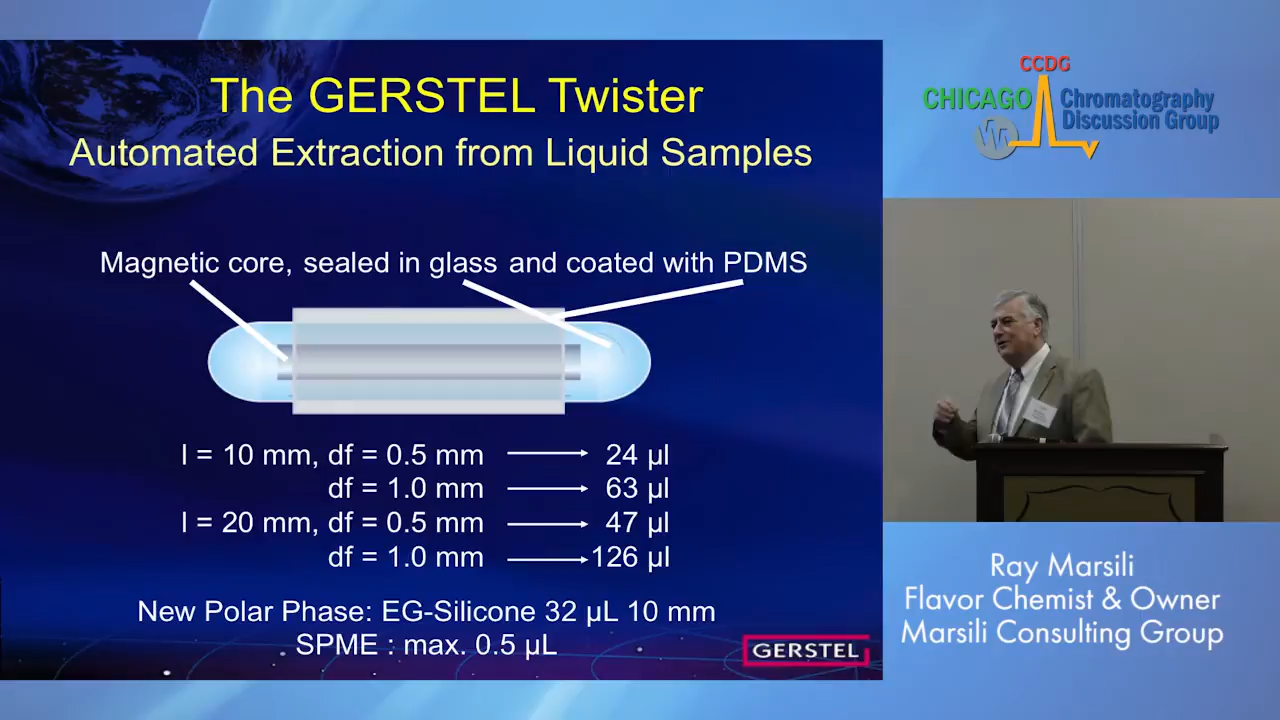 The GERSTEL Twister
Automated Extraction from Liquid Samples
Magnetic core, sealed in glass and coated with PDMS
l = 10 mm, df = 0.5 mm 24 µl
df = 1.0 mm 63 µl
l = 20 mm, df = 0.5 mm 47 µl
df = 1.0 mm 126 µl
New Polar Phase: EG-Silicone 32 µL 10 mm
SPME : max. 0.5 µL
GERSTEL
CCDG
CHICAGO Chromatography
Discussion Group
Ray Marsili
Flavor Chemist & Owner
Marsili Consulting Group